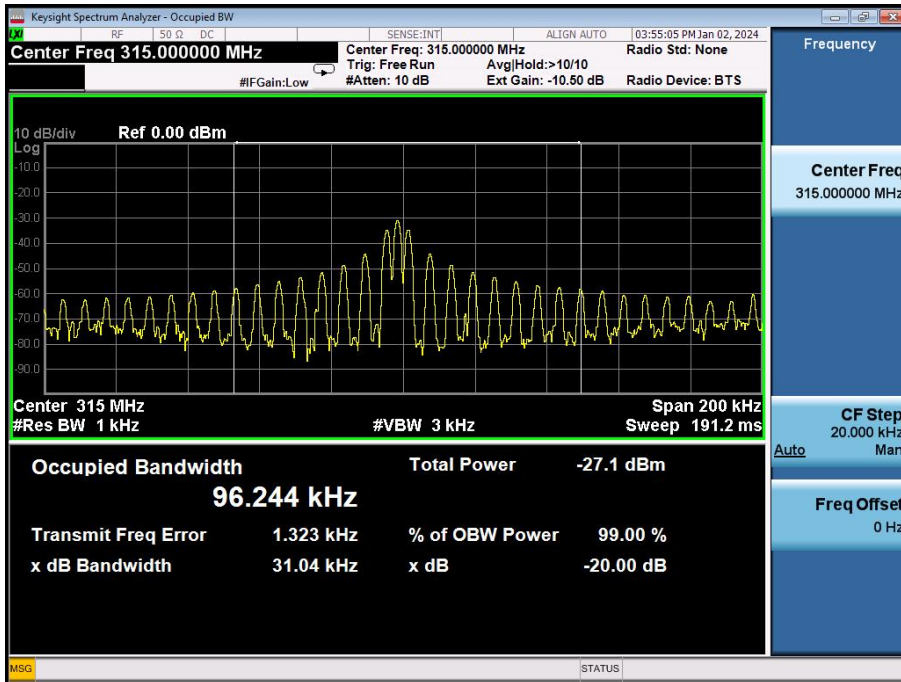 Keysight Spectrum Analyzer - Occupied BW
LXI RF 50 Ω DC SENSE:INT ALIGN AUTO 03:55:05 PM Jan 02, 2024
Center Freq 315.000000 MHz
#IFGain:Low
Center Freq: 315.000000 MHz
Trig: Free Run Avg|Hold:>10/10
#Atten: 10 dB Ext Gain: -10.50 dB
Radio Std: None
Radio Device: BTS
10 dB/div Ref 0.00 dBm
Log
-10.0
-20.0
-30.0
-40.0
-50.0
-60.0
-70.0
-80.0
-90.0
Center 315 MHz Span 200 kHz
#Res BW 1 kHz #VBW 3 kHz Sweep 191.2 ms
Occupied Bandwidth Total Power -27.1 dBm
96.244 kHz
Transmit Freq Error 1.323 kHz % of OBW Power 99.00 %
x dB Bandwidth 31.04 kHz x dB -20.00 dB
Frequency
Center Freq
315.000000 MHz
CF Step
20.000 kHz
Auto Man
Freq Offset
0 Hz
MSG STATUS